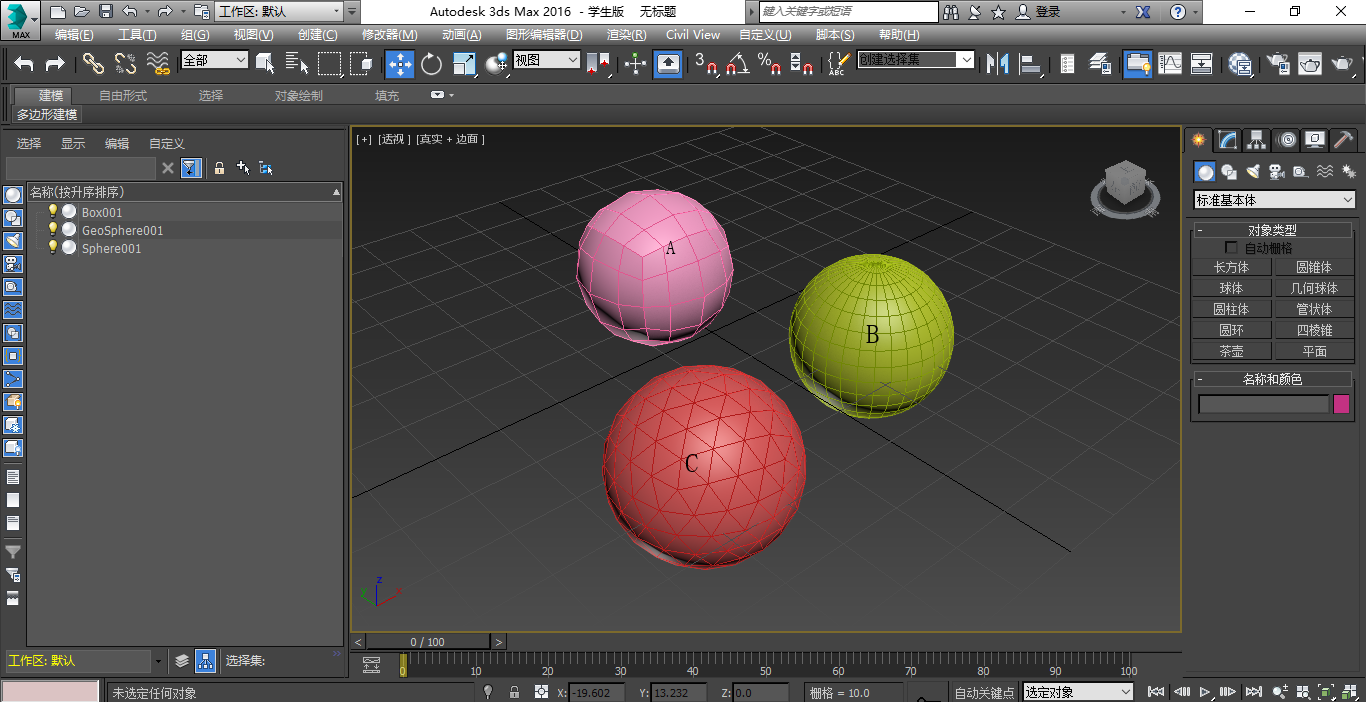 MAX 工作区: 默认 Autodesk 3ds Max 2016 - 学生版 无标题 键入关键字或短语 登录
编辑(E) 工具(T) 组(G) 视图(V) 创建(C) 修改器(M) 动画(A) 图形编辑器(D) 渲染(R) Civil View 自定义(U) 脚本(S) 帮助(H)
全部 视图 3 % ABC 创建选择集
建模 自由形式 选择 对象绘制 填充
多边形建模
选择 显示 编辑 自定义
名称(按升序排序)
Box001
GeoSphere001
Sphere001
[+] [透视] [真实 + 边面]
A
B
C
z
x
y
标准基本体
对象类型
自动栅格
长方体 圆锥体
球体 几何球体
圆柱体 管状体
圆环 四棱锥
茶壶 平面
名称和颜色
< 0 / 100 >
工作区: 默认 选择集:
0 10 20 30 40 50 60 70 80 90 100
未选定任何对象 X: -19.602 Y: 13.232 Z: 0.0 栅格 = 10.0 自动关键点 选定对象